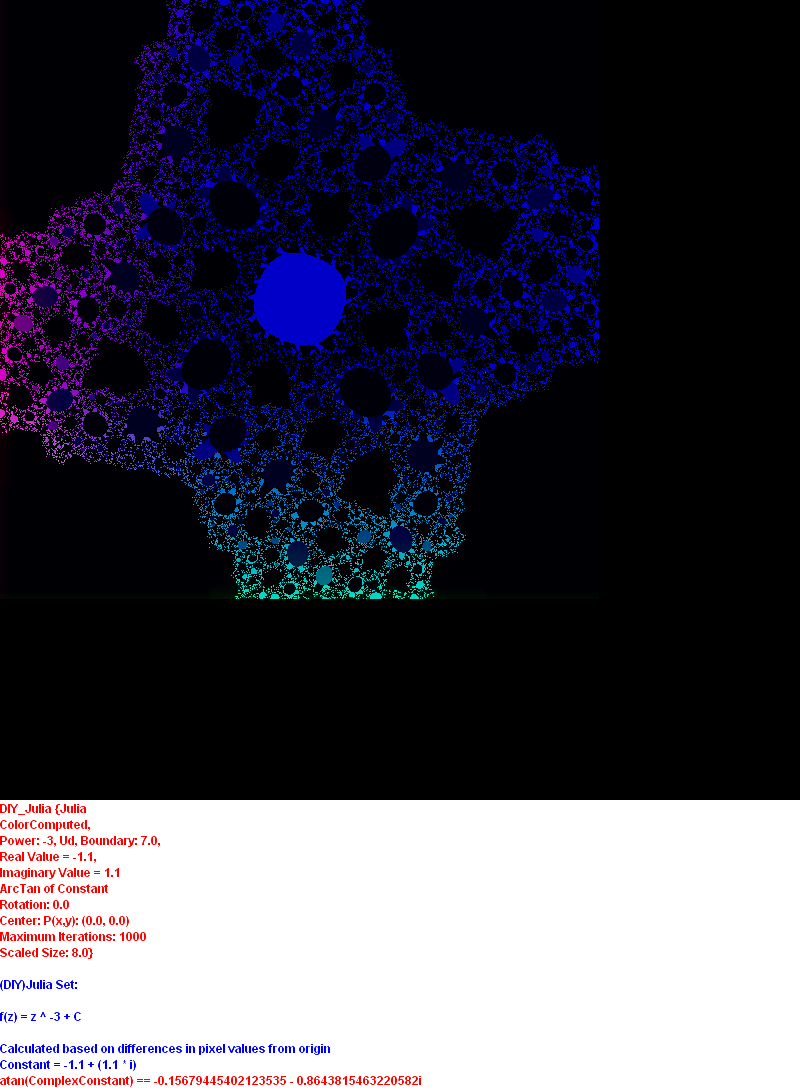 DIY_Julia {Julia
ColorComputed,
Power: -3, Ud, Boundary: 7.0,
Real Value = -1.1,
Imaginary Value = 1.1
ArcTan of Constant
Rotation: 0.0
Center: P(x,y): (0.0, 0.0)
Maximum Iterations: 1000
Scaled Size: 8.0}
(DIY)Julia Set:
f(z) = z ^ -3 + C
Calculated based on differences in pixel values from origin
Constant = -1.1 + (1.1 * i)
atan(ComplexConstant) == -0.15679445402123535 - 0.8643815463220582i